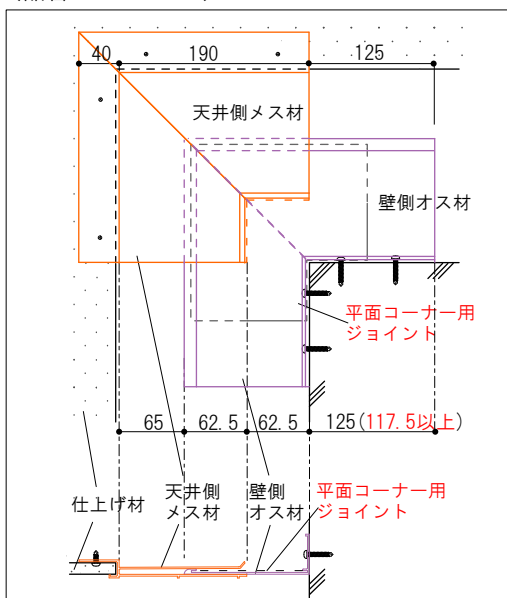 40 190 125
天井側メス材
壁側オス材
平面コーナー用
ジョイント
65 62.5 62.5 125(117.5以上)
仕上げ材
天井側
メス材
壁側
オス材
平面コーナー用
ジョイント